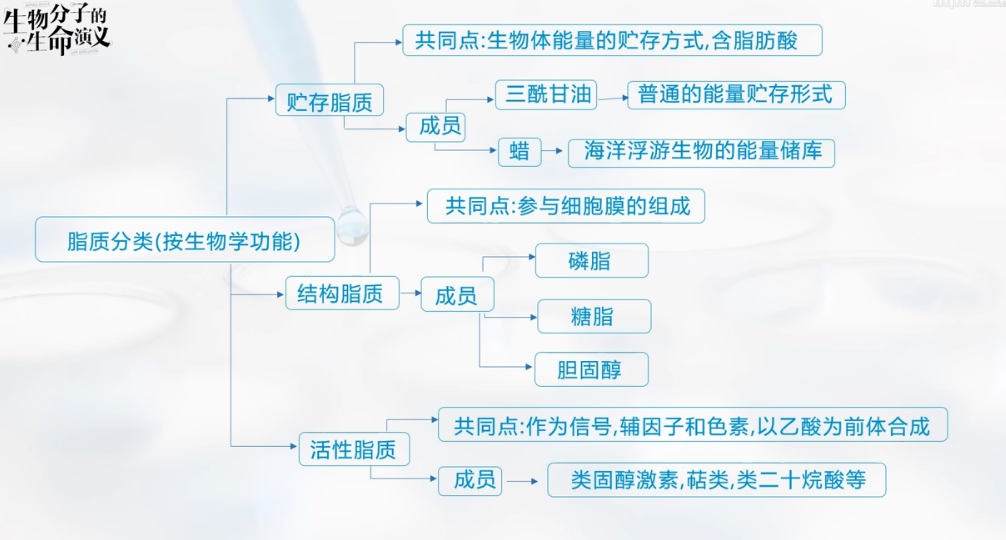 生物分子的
生命演义
共同点:生物体能量的贮存方式,含脂肪酸
贮存脂质
成员
三酰甘油
普通的能量贮存形式
蜡
海洋浮游生物的能量储库
脂质分类(按生物学功能)
共同点:参与细胞膜的组成
结构脂质
成员
磷脂
糖脂
胆固醇
共同点:作为信号,辅因子和色素,以乙酸为前体合成
活性脂质
成员
类固醇激素,萜类,类二十烷酸等